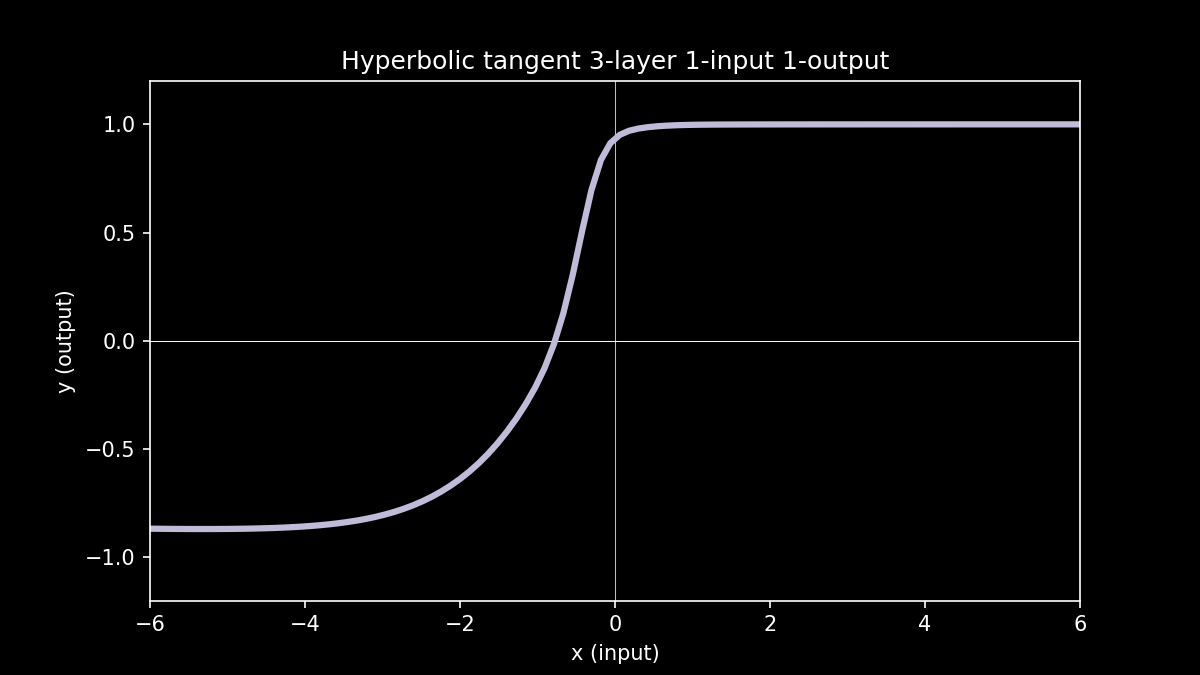 Hyperbolic tangent 3-layer 1-input 1-output
1.0
0.5
0.0
−0.5
−1.0
y (output)
−6 −4 −2 0 2 4 6
x (input)